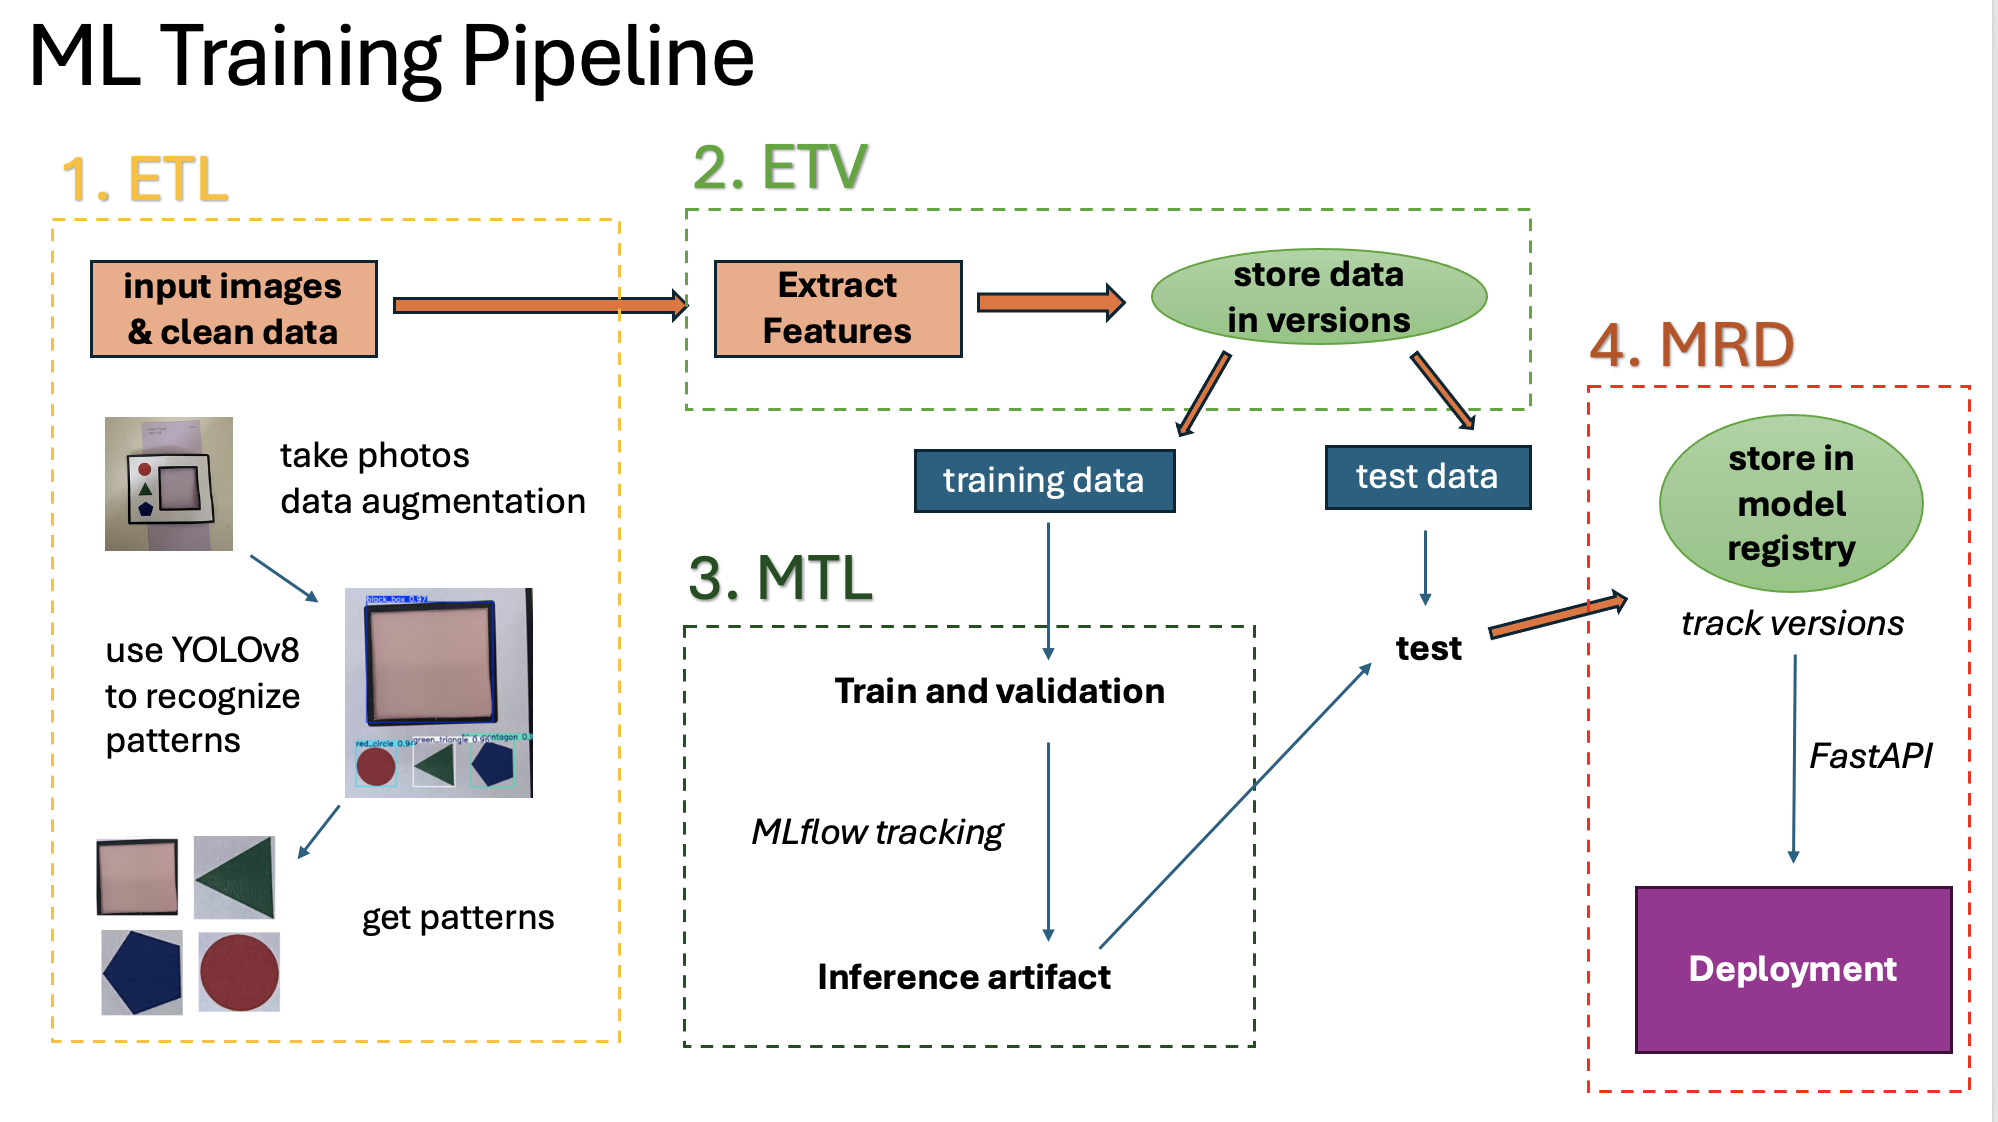 ML Training Pipeline
1. ETL
input images
& clean data
take photos
data augmentation
use YOLOv8
to recognize
patterns
black_box 0.97
red_circle 0.94
green_triangle 0.96
get patterns
2. ETV
Extract
Features
store data
in versions
training data
test data
3. MTL
Train and validation
MLflow tracking
Inference artifact
test
4. MRD
store in
model
registry
track versions
FastAPI
Deployment